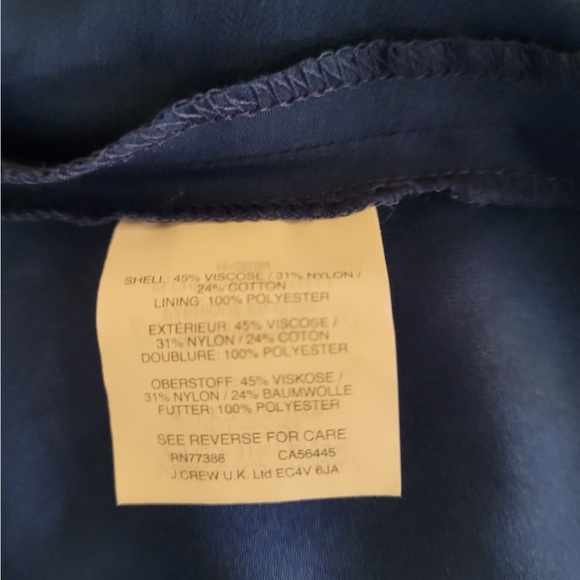 SHELL: 45% VISCOSE / 31% NYLON /
24% COTTON
LINING: 100% POLYESTER
EXTÉRIEUR: 45% VISCOSE /
31% NYLON / 24% COTON
DOUBLURE: 100% POLYESTER
OBERSTOFF: 45% VISKOSE /
31% NYLON / 24% BAUMWOLLE
FUTTER: 100% POLYESTER
SEE REVERSE FOR CARE
RN77388 CA56445
J.CREW U.K. Ltd EC4V 6JA